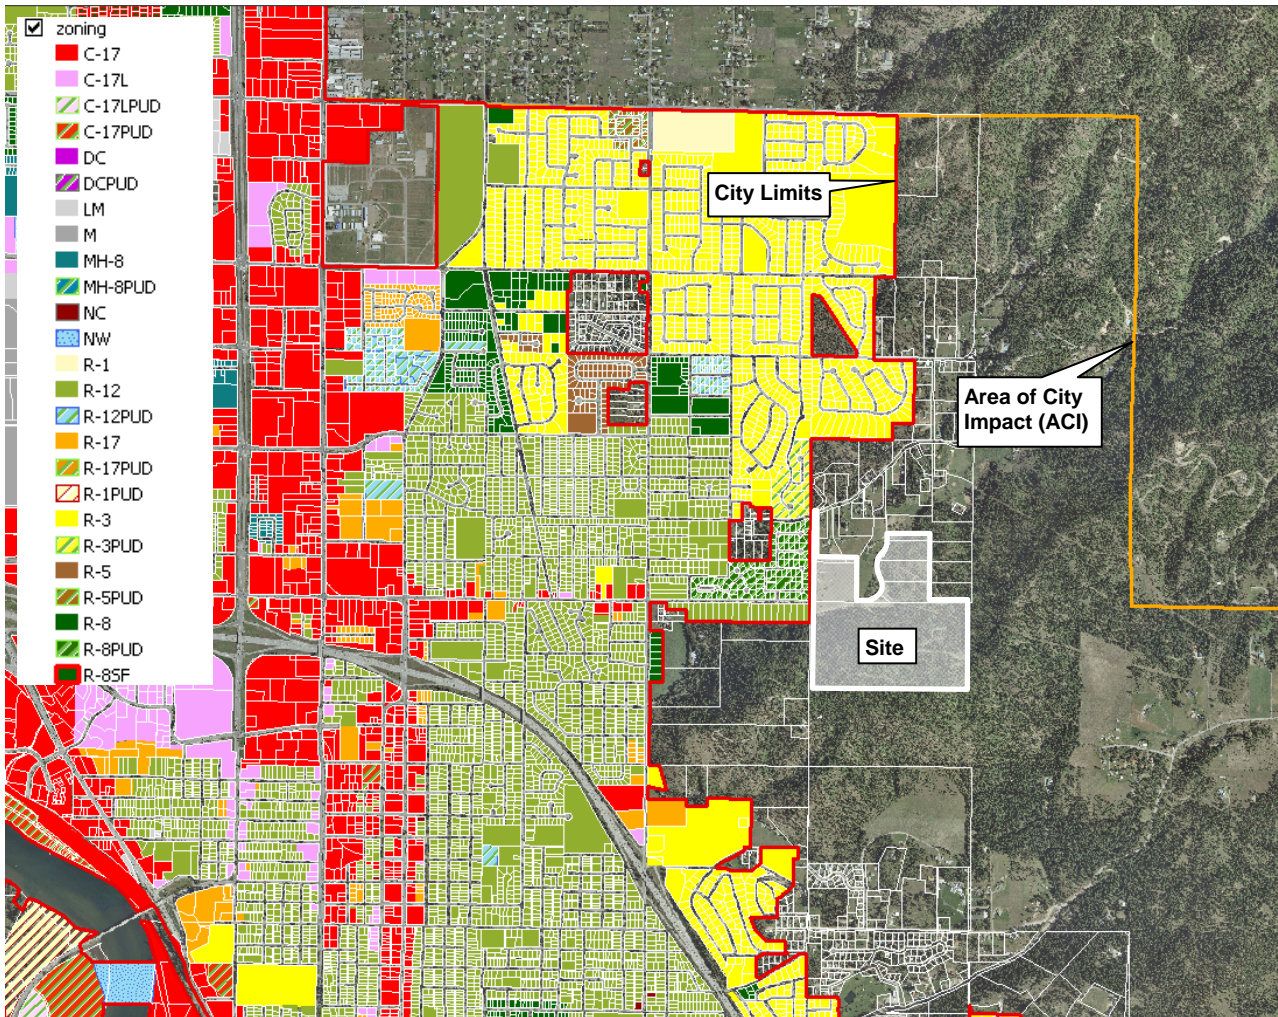 zoning
C-17
C-17L
C-17LPUD
C-17PUD
DC
DCPUD
LM
M
MH-8
MH-8PUD
NC
NW
R-1
R-12
R-12PUD
R-17
R-17PUD
R-1PUD
R-3
R-3PUD
R-5
R-5PUD
R-8
R-8PUD
R-8SF
City Limits
Area of City
Impact (ACI)
Site